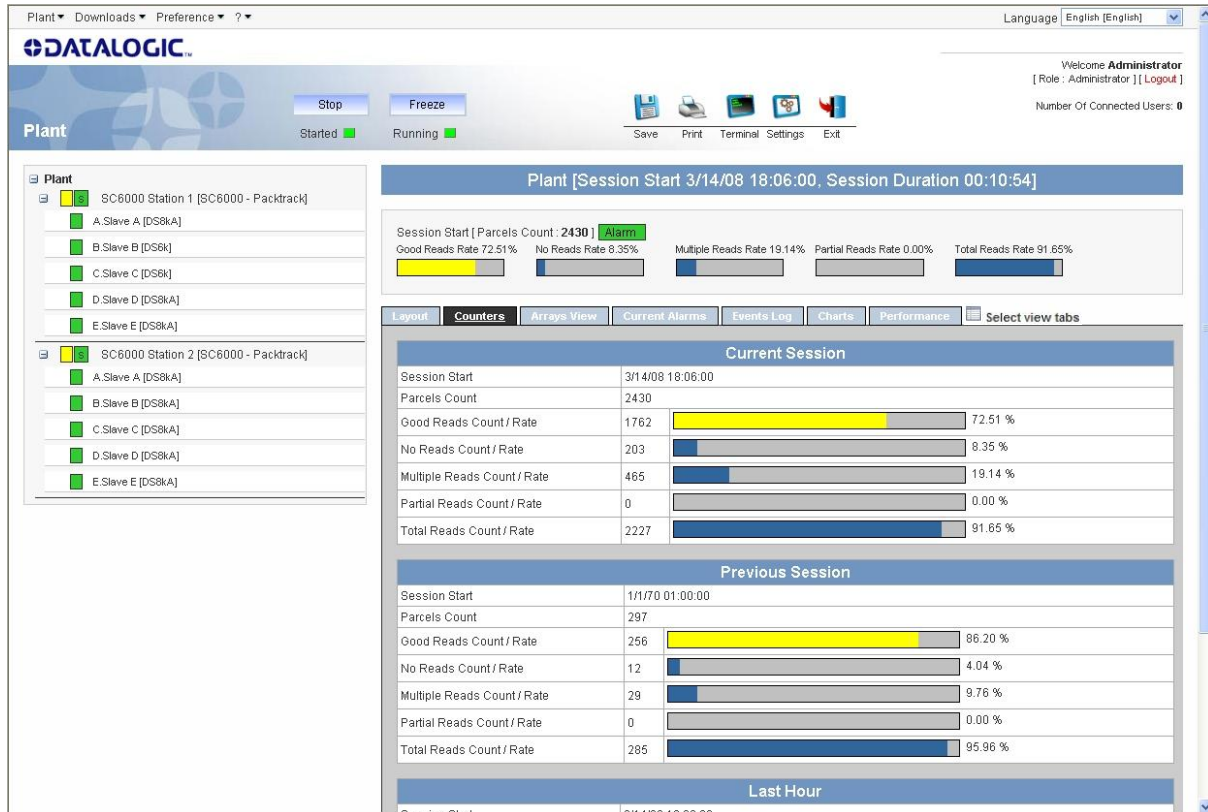 Plant Downloads Preference ?
Language English [English]
DATALOGIC™
Welcome Administrator
[ Role : Administrator ] [ Logout ]
Number Of Connected Users: 0
Stop Freeze
Plant
Started Running
Save Print Terminal Settings Exit
Plant
S SC6000 Station 1 [SC6000 - Packtrack]
A.Slave A [DS8kA]
B.Slave B [DS6k]
C.Slave C [DS6k]
D.Slave D [DS8kA]
E.Slave E [DS8kA]
S SC6000 Station 2 [SC6000 - Packtrack]
A.Slave A [DS8kA]
B.Slave B [DS8kA]
C.Slave C [DS8kA]
D.Slave D [DS8kA]
E.Slave E [DS8kA]
Plant [Session Start 3/14/08 18:06:00, Session Duration 00:10:54]
Session Start [ Parcels Count : 2430 ] Alarm
Good Reads Rate 72.51% No Reads Rate 8.35% Multiple Reads Rate 19.14% Partial Reads Rate 0.00% Total Reads Rate 91.65%
Layout Counters Arrays View Current Alarms Events Log Charts Performance Select view tabs
Current Session
Session Start 3/14/08 18:06:00
Parcels Count 2430
Good Reads Count / Rate 1762 72.51 %
No Reads Count / Rate 203 8.35 %
Multiple Reads Count / Rate 465 19.14 %
Partial Reads Count / Rate 0 0.00 %
Total Reads Count / Rate 2227 91.65 %
Previous Session
Session Start 1/1/70 01:00:00
Parcels Count 297
Good Reads Count / Rate 256 86.20 %
No Reads Count / Rate 12 4.04 %
Multiple Reads Count / Rate 29 9.76 %
Partial Reads Count / Rate 0 0.00 %
Total Reads Count / Rate 285 95.96 %
Last Hour